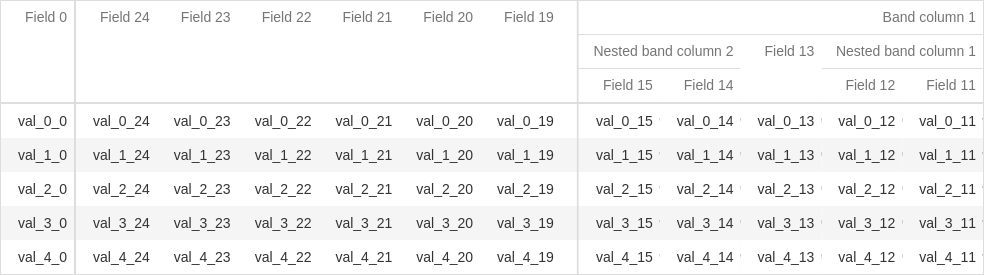 Field 0 Field 24 Field 23 Field 22 Field 21 Field 20 Field 19 Band column 1
Nested band column 2 Field 13 Nested band column 1
Field 15 Field 14 Field 12 Field 11
val_0_0 val_0_24 val_0_23 val_0_22 val_0_21 val_0_20 val_0_19 val_0_15 val_0_14 val_0_13 val_0_12 val_0_11
val_1_0 val_1_24 val_1_23 val_1_22 val_1_21 val_1_20 val_1_19 val_1_15 val_1_14 val_1_13 val_1_12 val_1_11
val_2_0 val_2_24 val_2_23 val_2_22 val_2_21 val_2_20 val_2_19 val_2_15 val_2_14 val_2_13 val_2_12 val_2_11
val_3_0 val_3_24 val_3_23 val_3_22 val_3_21 val_3_20 val_3_19 val_3_15 val_3_14 val_3_13 val_3_12 val_3_11
val_4_0 val_4_24 val_4_23 val_4_22 val_4_21 val_4_20 val_4_19 val_4_15 val_4_14 val_4_13 val_4_12 val_4_11